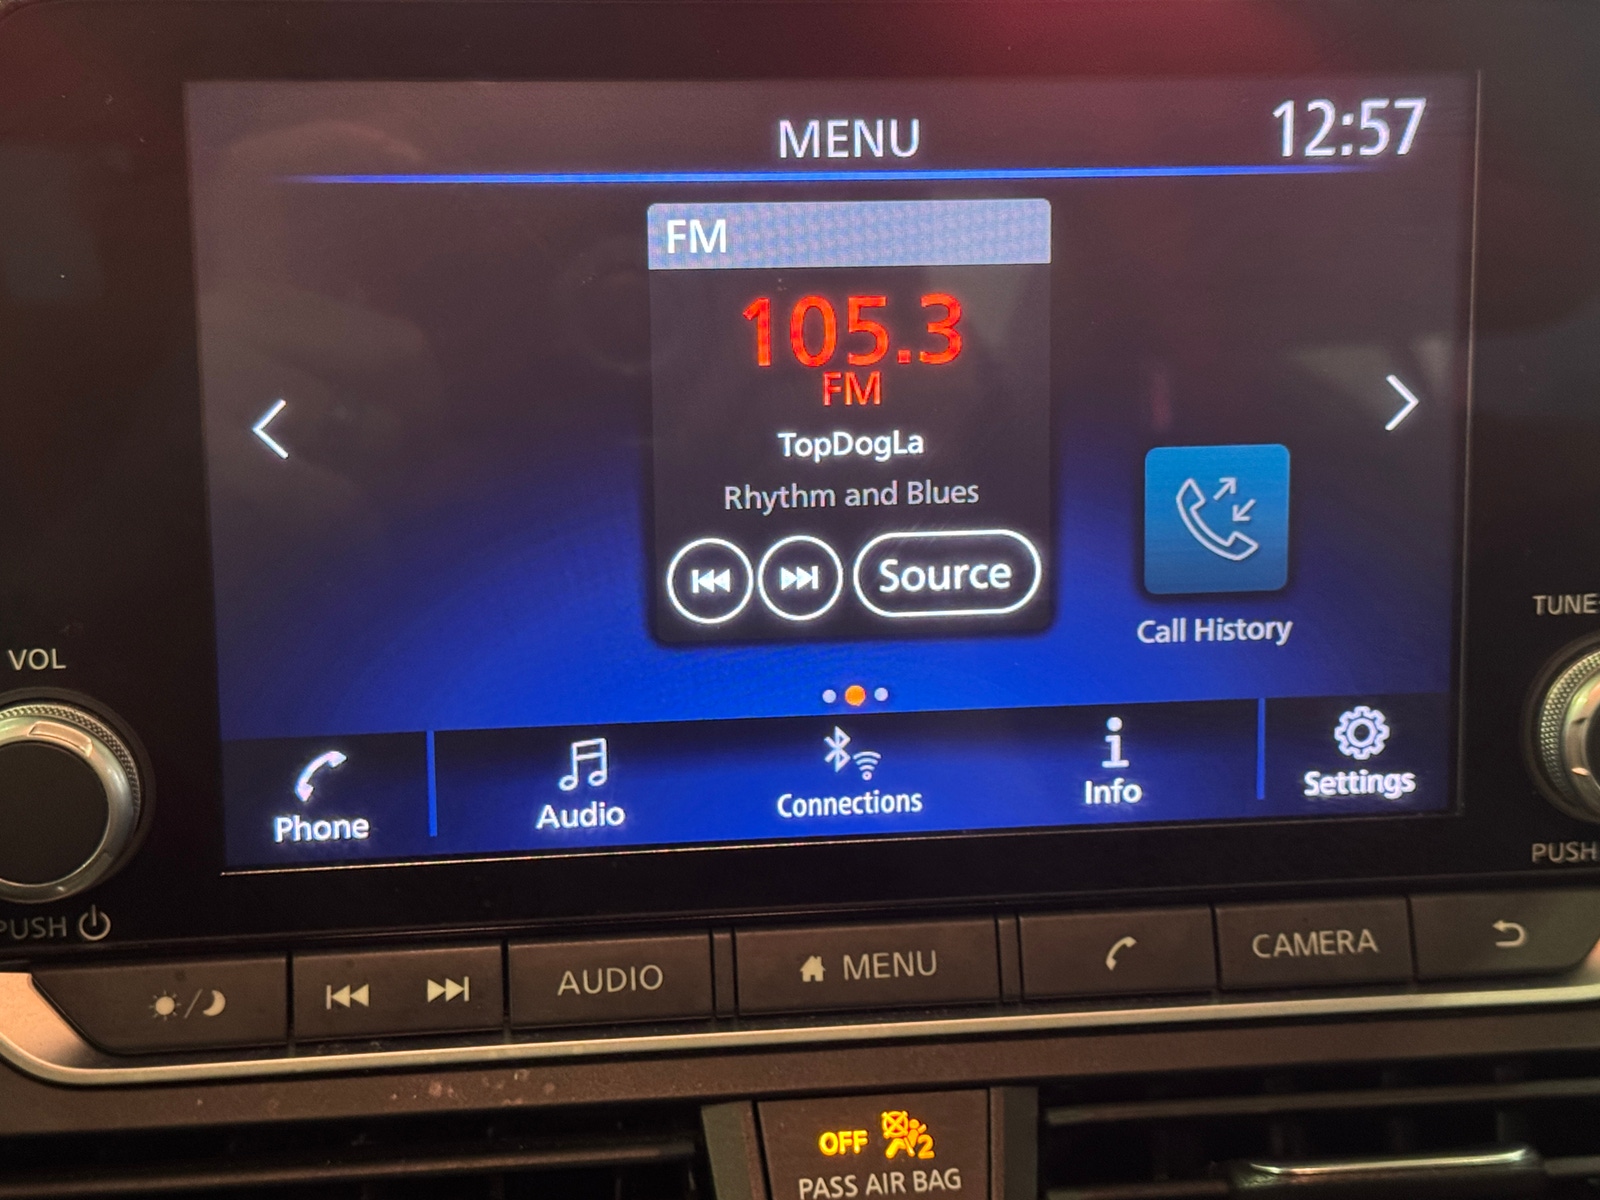 MENU
12:57
FM
105.3
FM
TopDogLa
Rhythm and Blues
Source
Call History
VOL
TUNE
Phone
Audio
Connections
Info
Settings
PUSH
PUSH
AUDIO
MENU
CAMERA
OFF 2
PASS AIR BAG